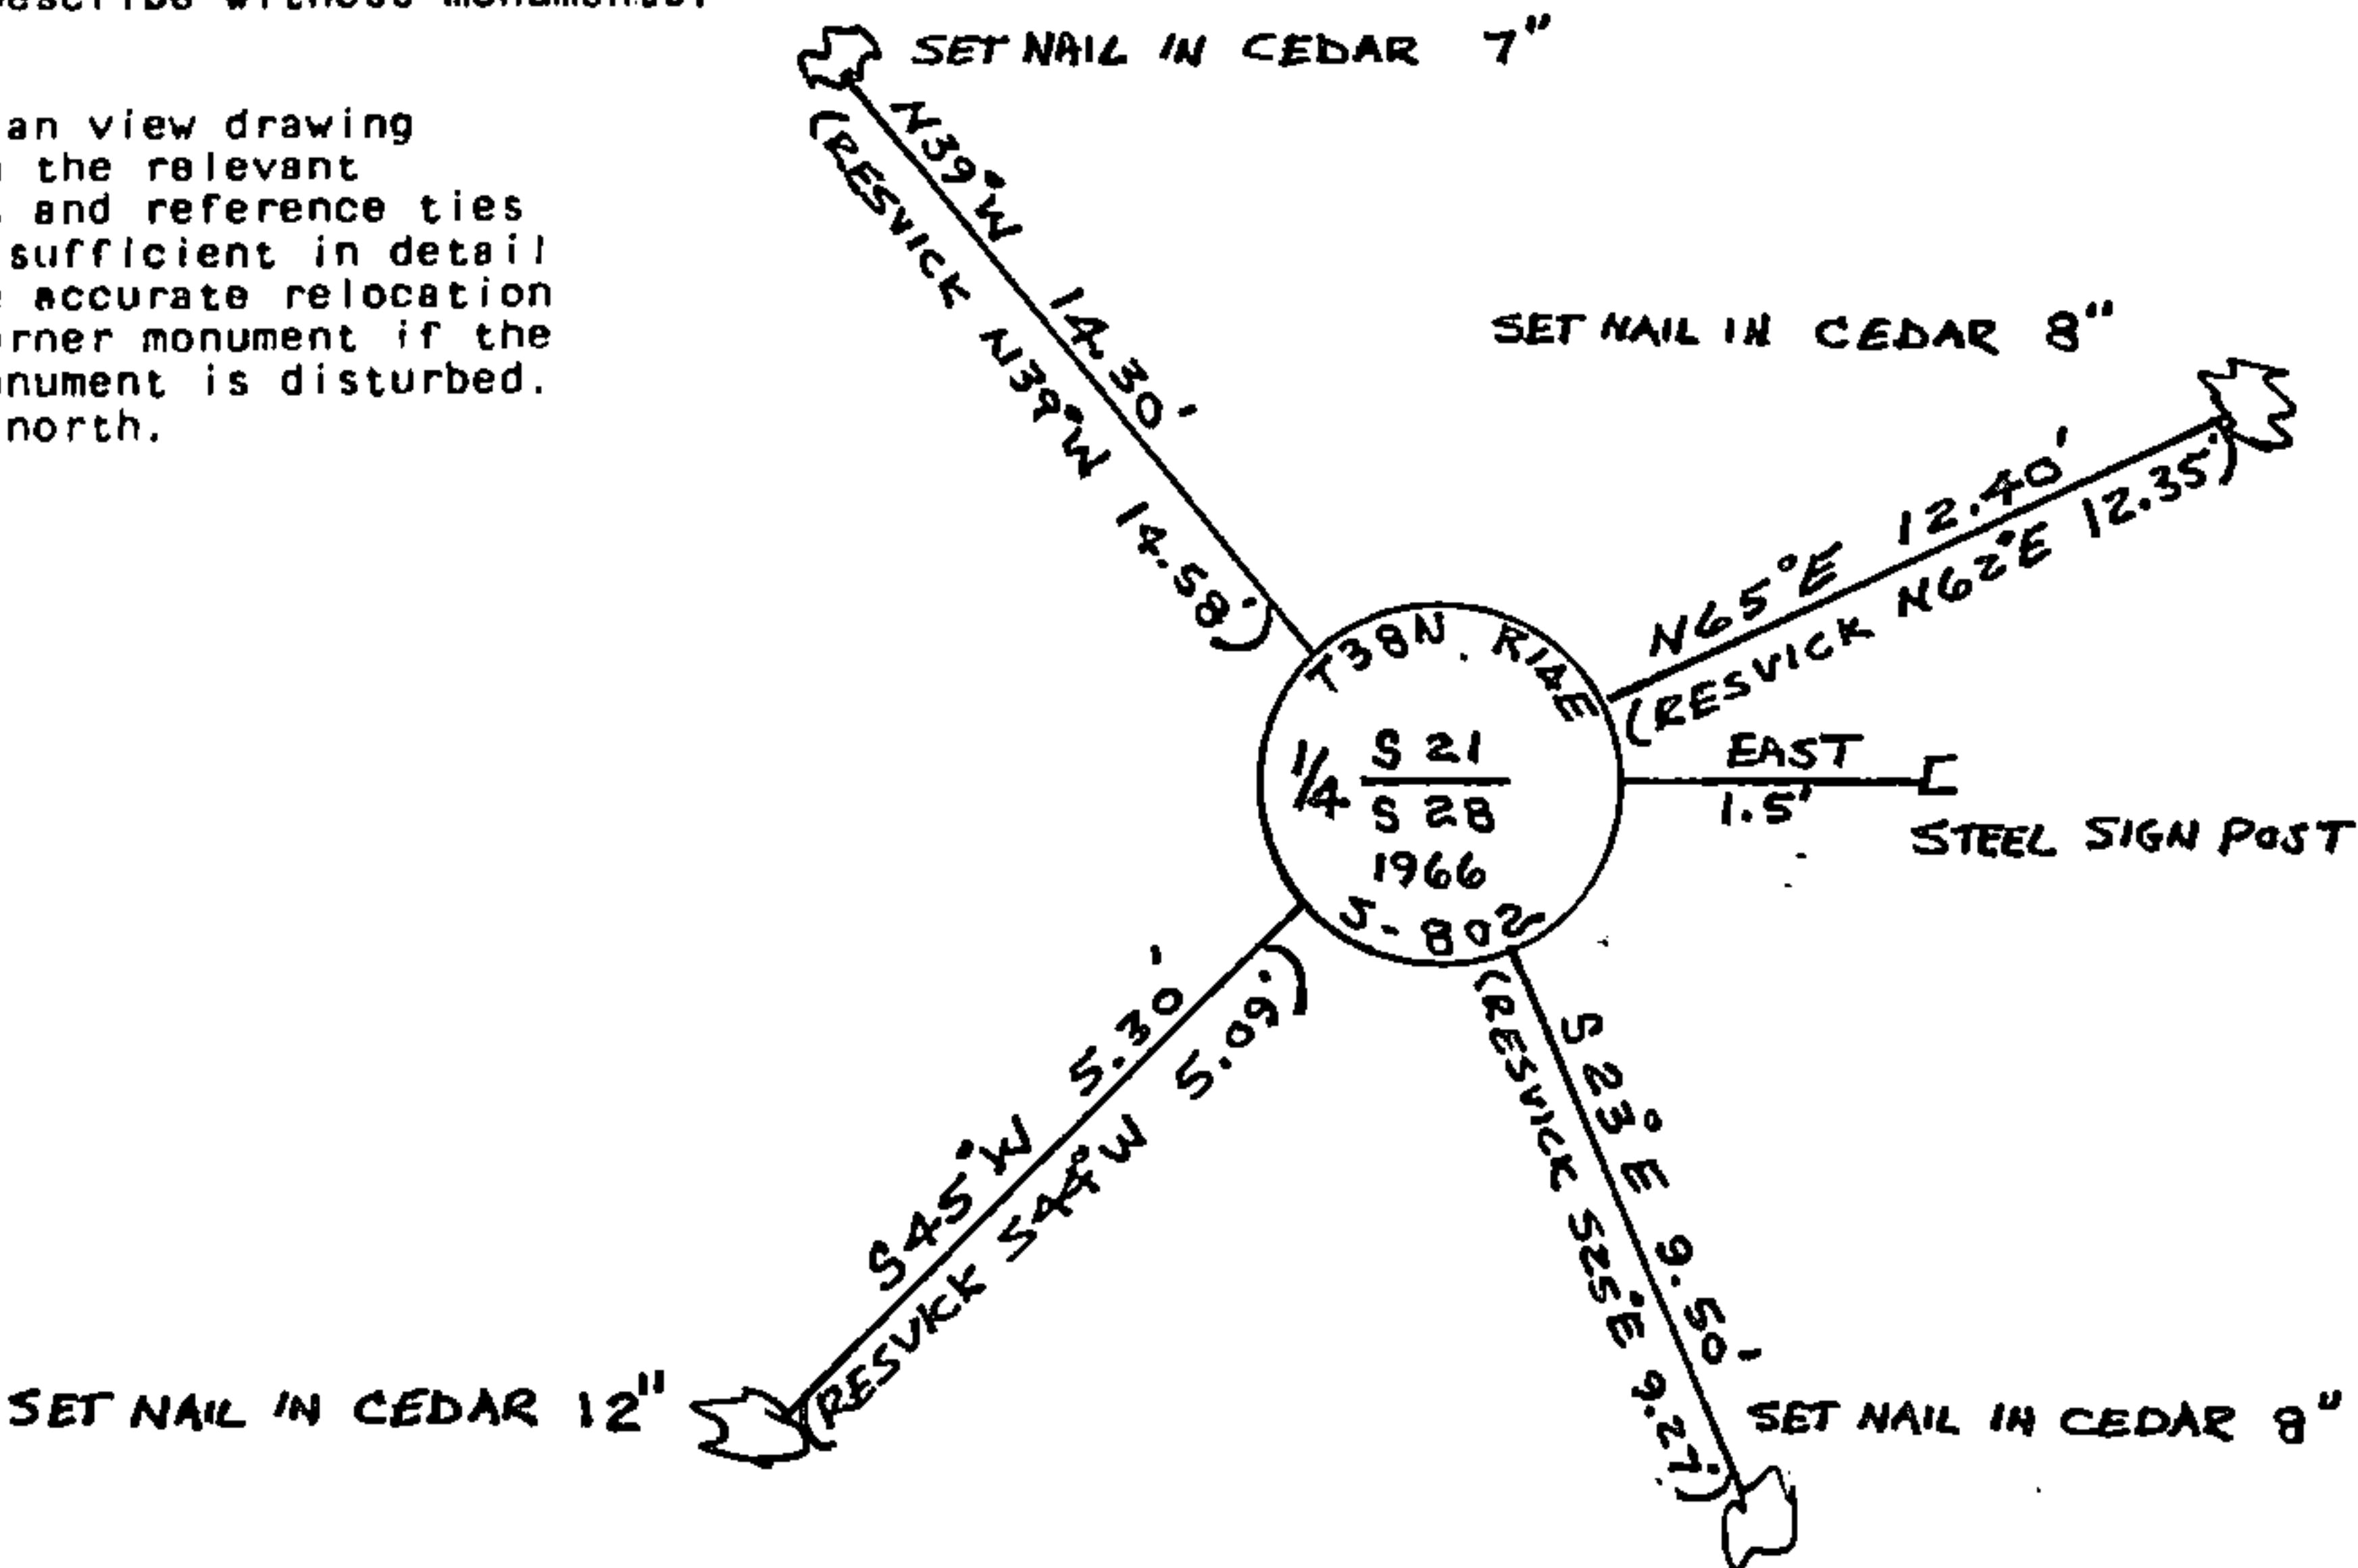 SET NAIL IN CEDAR 7"
an view drawing
the relevant
and reference ties
sufficient in detail
accurate relocation
rner monument if the
nument is disturbed.
north.
N39°W 14.30'
(RESVICK N39°W 14.58')
SET NAIL IN CEDAR 8"
N65°E 12.40'
(RESVICK N62°E 12.35')
T38N. R14E
1/4 S 21
S 28
1966
S-802
EAST
1.5'
STEEL SIGN POST
S45°W 5.30'
(RESVICK S44°W 5.09')
S 23° E 9.50'
(RESVICK S25°E 9.27')
SET NAIL IN CEDAR 12"
SET NAIL IN CEDAR 8"